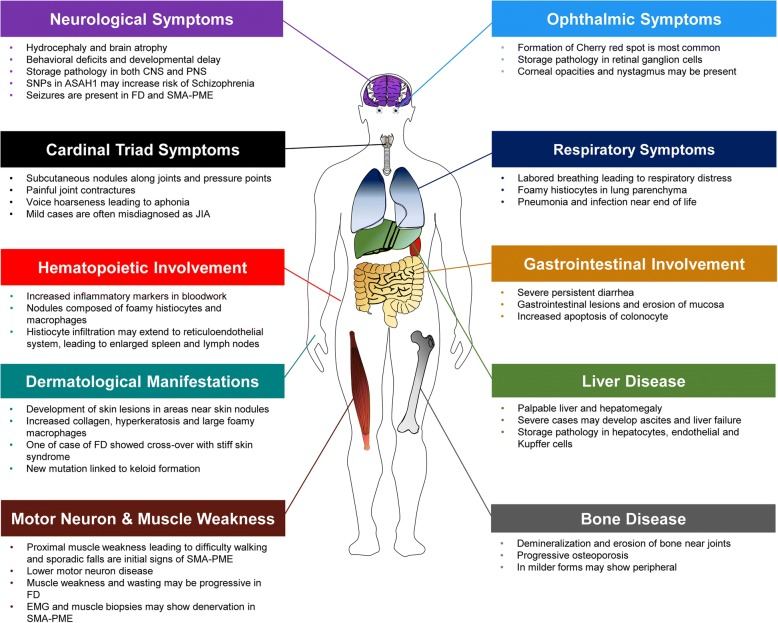 Neurological Symptoms
Hydrocephaly and brain atrophy
Behavioral deficits and developmental delay
Storage pathology in both CNS and PNS
SNPs in ASAH1 may increase risk of Schizophrenia
Seizures are present in FD and SMA-PME
Ophthalmic Symptoms
Formation of Cherry red spot is most common
Storage pathology in retinal ganglion cells
Corneal opacities and nystagmus may be present
Cardinal Triad Symptoms
Subcutaneous nodules along joints and pressure points
Painful joint contractures
Voice hoarseness leading to aphonia
Mild cases are often misdiagnosed as JIA
Respiratory Symptoms
Labored breathing leading to respiratory distress
Foamy histiocytes in lung parenchyma
Pneumonia and infection near end of life
Hematopoietic Involvement
Increased inflammatory markers in bloodwork
Nodules composed of foamy histiocytes and
macrophages
Histiocyte infiltration may extend to reticuloendothelial
system, leading to enlarged spleen and lymph nodes
Gastrointestinal Involvement
Severe persistent diarrhea
Gastrointestinal lesions and erosion of mucosa
Increased apoptosis of colonocyte
Dermatological Manifestations
Development of skin lesions in areas near skin nodules
Increased collagen, hyperkeratosis and large foamy
macrophages
One of case of FD showed cross-over with stiff skin
syndrome
New mutation linked to keloid formation
Liver Disease
Palpable liver and hepatomegaly
Severe cases may develop ascites and liver failure
Storage pathology in hepatocytes, endothelial and
Kupffer cells
Motor Neuron & Muscle Weakness
Proximal muscle weakness leading to difficulty walking
and sporadic falls are initial signs of SMA-PME
Lower motor neuron disease
Muscle weakness and wasting may be progressive in
FD
EMG and muscle biopsies may show denervation in
SMA-PME
Bone Disease
Demineralization and erosion of bone near joints
Progressive osteoporosis
In milder forms may show peripheral